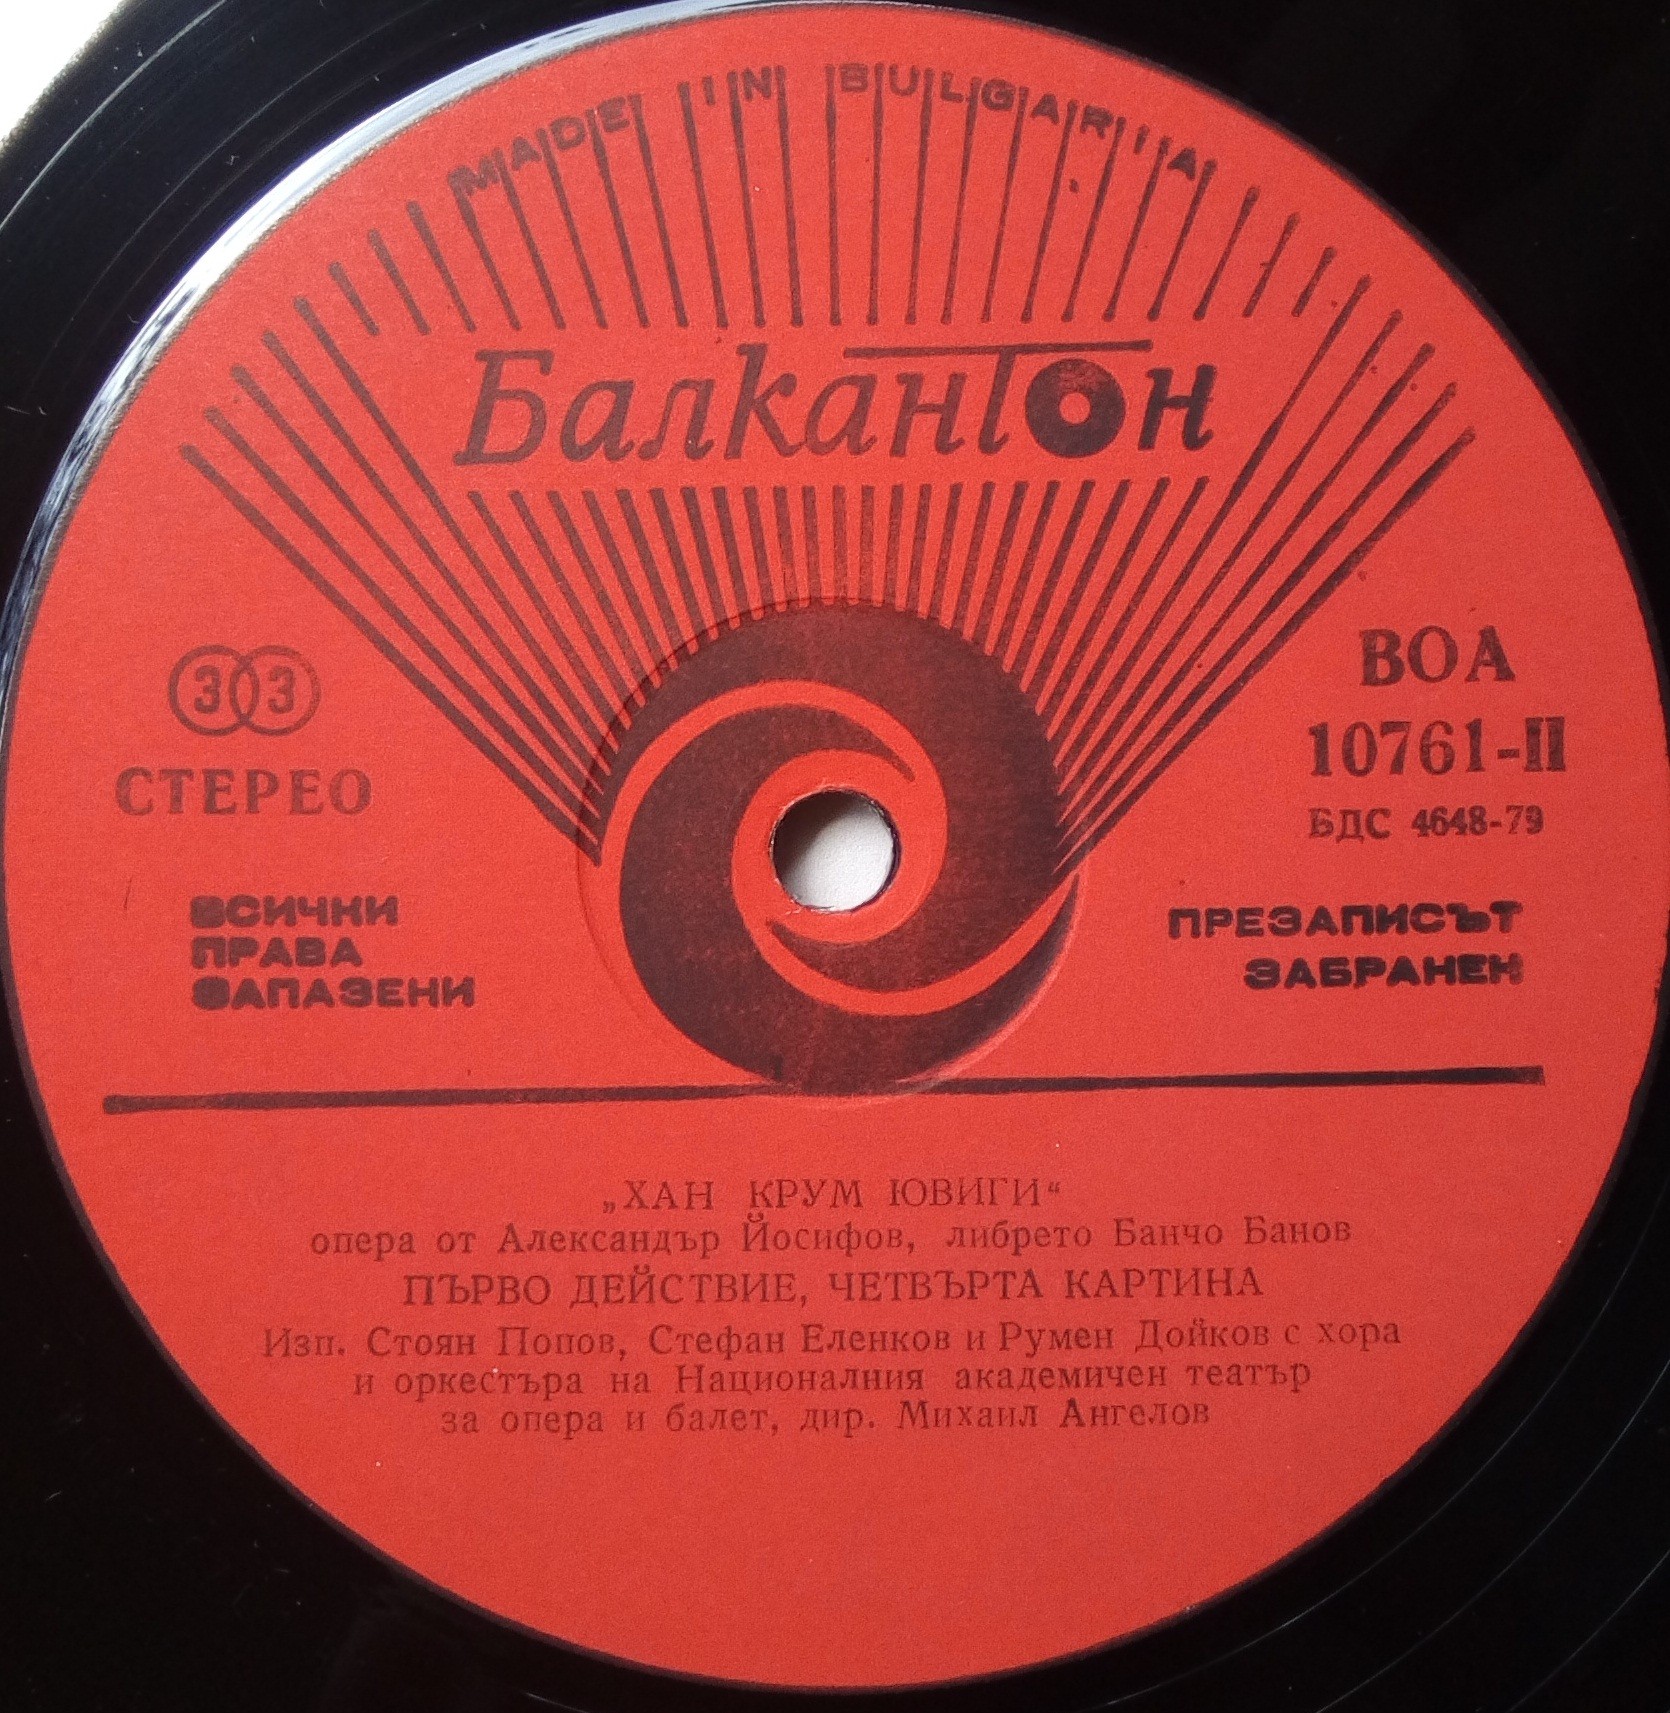 MADE IN BULGARIA
Балкантон
33
СТЕРЕО
ВОА
10761-II
БДС 4648-79
ВСИЧКИ
ПРАВА
ЗАПАЗЕНИ
ПРЕЗАПИСЪТ
ЗАБРАНЕН
„ХАН КРУМ ЮВИГИ“
опера от Александър Йосифов, либрето Банчо Банов
ПЪРВО ДЕЙСТВИЕ, ЧЕТВЪРТА КАРТИНА
Изп. Стоян Попов, Стефан Еленков и Румен Дойков с хора
и оркестъра на Националния академичен театър
за опера и балет, дир. Михаил Ангелов